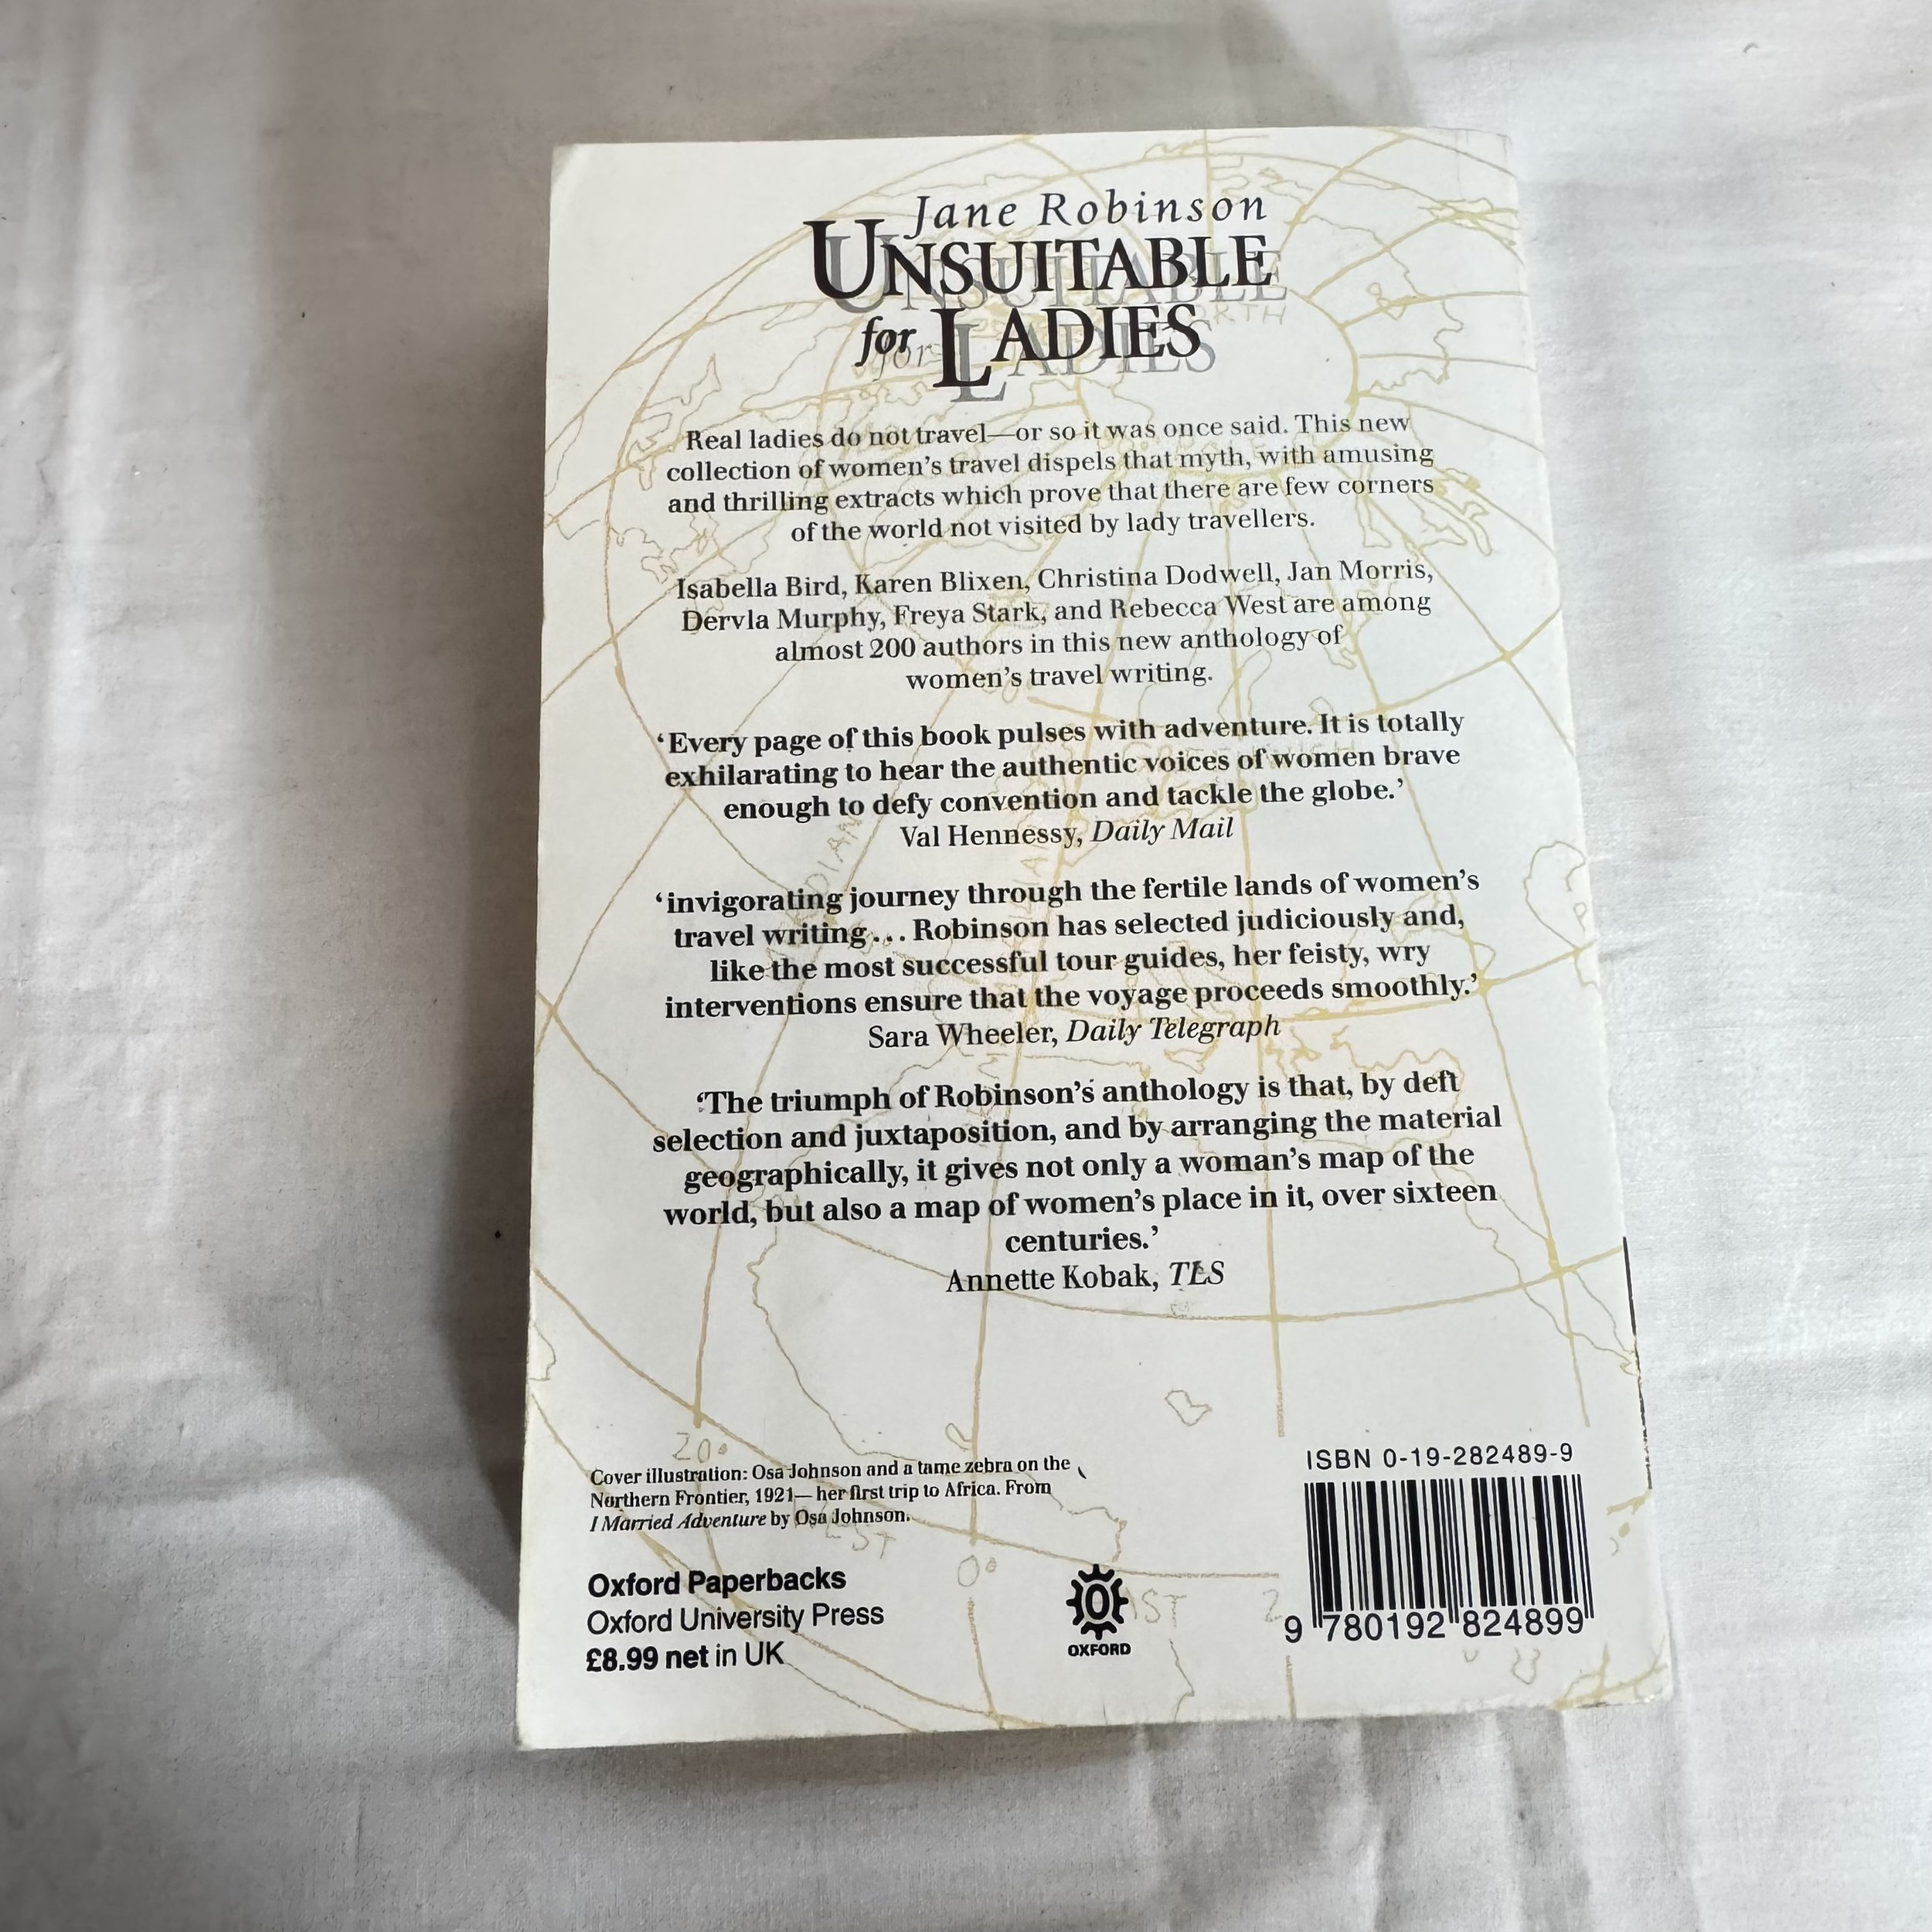 Jane Robinson
UNSUITABLE
for LADIES
Real ladies do not travel—or so it was once said. This new
collection of women's travel dispels that myth, with amusing
and thrilling extracts which prove that there are few corners
of the world not visited by lady travellers.
Isabella Bird, Karen Blixen, Christina Dodwell, Jan Morris,
Dervla Murphy, Freya Stark, and Rebecca West are among
almost 200 authors in this new anthology of
women's travel writing.
‘Every page of this book pulses with adventure. It is totally
exhilarating to hear the authentic voices of women brave
enough to defy convention and tackle the globe.’
Val Hennessy, Daily Mail
‘invigorating journey through the fertile lands of women's
travel writing... Robinson has selected judiciously and,
like the most successful tour guides, her feisty, wry
interventions ensure that the voyage proceeds smoothly.’
Sara Wheeler, Daily Telegraph
‘The triumph of Robinson's anthology is that, by deft
selection and juxtaposition, and by arranging the material
geographically, it gives not only a woman's map of the
world, but also a map of women's place in it, over sixteen
centuries.’
Annette Kobak, TLS
20°
Cover illustration: Osa Johnson and a tame zebra on the
Northern Frontier, 1921—her first trip to Africa. From
I Married Adventure by Osa Johnson.
0°
Oxford Paperbacks
Oxford University Press
£8.99 net in UK
OXFORD
ISBN 0-19-282489-9
9 780192 824899